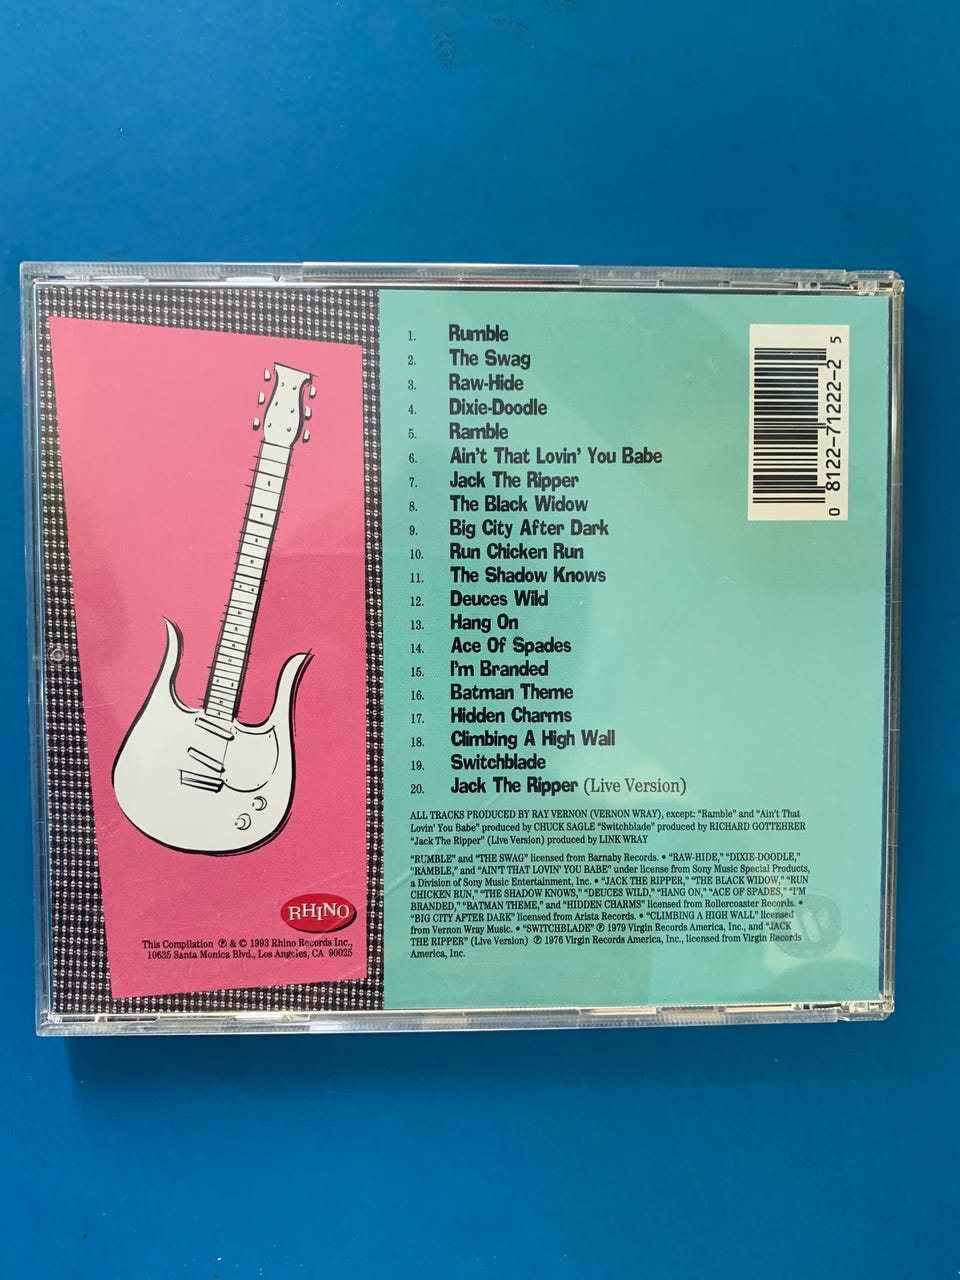 1. Rumble
2. The Swag
3. Raw-Hide
4. Dixie-Doodle
5. Ramble
6. Ain't That Lovin' You Babe
7. Jack The Ripper
8. The Black Widow
9. Big City After Dark
10. Run Chicken Run
11. The Shadow Knows
12. Deuces Wild
13. Hang On
14. Ace Of Spades
15. I'm Branded
16. Batman Theme
17. Hidden Charms
18. Climbing A High Wall
19. Switchblade
20. Jack The Ripper (Live Version)
0 8122-71222-2 5
ALL TRACKS PRODUCED BY RAY VERNON (VERNON WRAY), except: "Ramble" and "Ain't That
Lovin' You Babe" produced by CHUCK SAGLE "Switchblade" produced by RICHARD GOTTEHRER
"Jack The Ripper" (Live Version) produced by LINK WRAY
"RUMBLE" and "THE SWAG" licensed from Barnaby Records. • "RAW-HIDE," "DIXIE-DOODLE,"
"RAMBLE," and "AIN'T THAT LOVIN' YOU BABE" under license from Sony Music Special Products,
a Division of Sony Music Entertainment, Inc. • "JACK THE RIPPER," "THE BLACK WIDOW," "RUN
CHICKEN RUN," "THE SHADOW KNOWS," "DEUCES WILD," "HANG ON," "ACE OF SPADES," "I'M
BRANDED," "BATMAN THEME," and "HIDDEN CHARMS" licensed from Rollercoaster Records. •
"BIG CITY AFTER DARK" licensed from Arista Records. • "CLIMBING A HIGH WALL" licensed
from Vernon Wray Music. • "SWITCHBLADE" ℗ 1979 Virgin Records America, Inc., and "JACK
THE RIPPER" (Live Version) ℗ 1976 Virgin Records America, Inc., licensed from Virgin Records
America, Inc.
RHINO
This Compilation ℗ & © 1993 Rhino Records Inc.,
10635 Santa Monica Blvd., Los Angeles, CA 90025